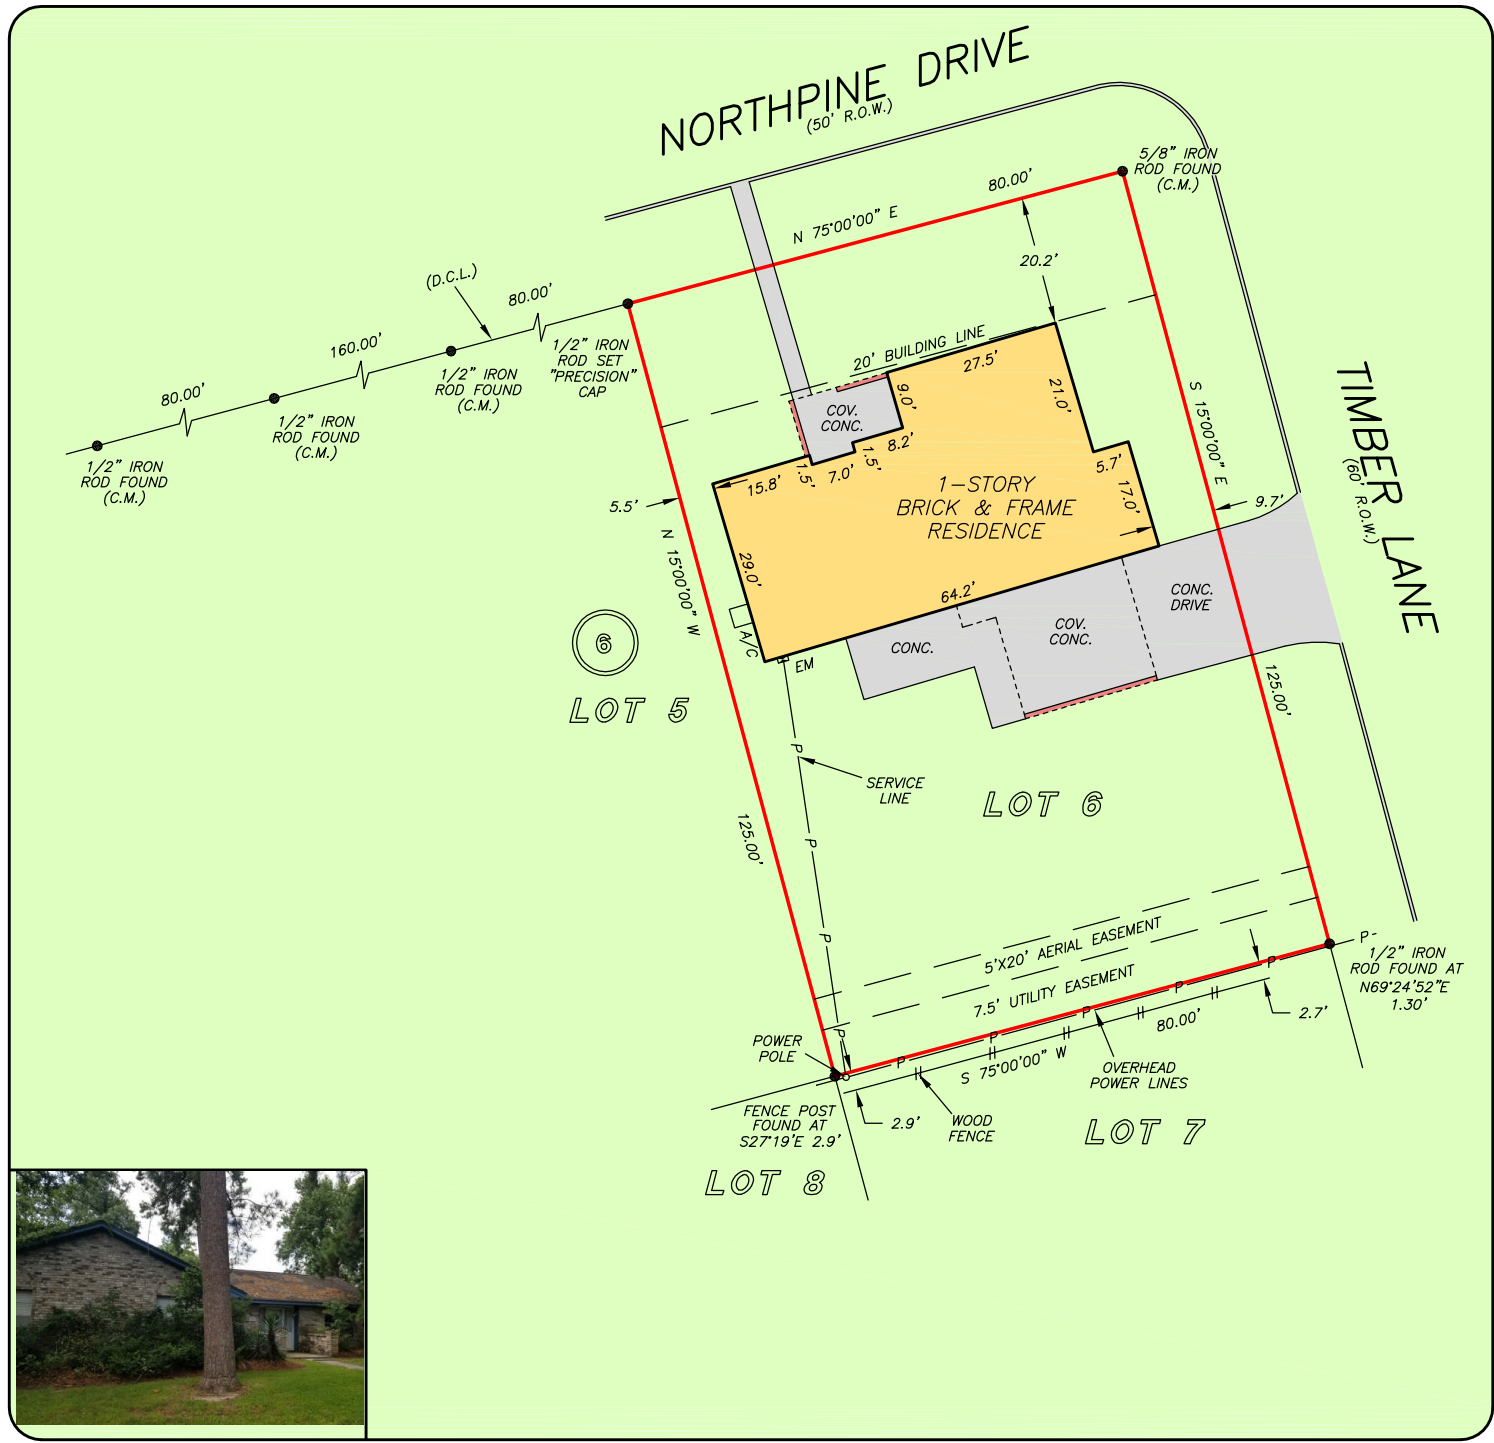 NORTHPINE DRIVE
(50' R.O.W.)
5/8" IRON
ROD FOUND
(C.M.)
80.00'
N 75°00'00" E
20.2'
(D.C.L.)
80.00'
160.00'
80.00'
1/2" IRON
ROD SET
"PRECISION"
CAP
1/2" IRON
ROD FOUND
(C.M.)
1/2" IRON
ROD FOUND
(C.M.)
1/2" IRON
ROD FOUND
(C.M.)
20' BUILDING LINE
27.5'
21.0'
9.0'
COV.
CONC.
8.2'
1.5'
7.0'
1.5'
15.8'
5.7'
17.0'
1-STORY
BRICK & FRAME
RESIDENCE
S 15°00'00" E
TIMBER LANE
(60' R.O.W.)
9.7'
5.5'
N 15°00'00" W
29.0'
64.2'
A/C
EM
CONC.
COV.
CONC.
CONC.
DRIVE
6
LOT 5
125.00'
SERVICE
LINE
LOT 6
125.00'
P
P
P
P
5'X20' AERIAL EASEMENT
7.5' UTILITY EASEMENT
P-
1/2" IRON
ROD FOUND AT
N69°24'52"E
1.30'
P
P
P
P
P
2.7'
80.00'
S 75°00'00" W
POWER
POLE
OVERHEAD
POWER LINES
FENCE POST
FOUND AT
S27°19'E 2.9'
2.9'
WOOD
FENCE
LOT 7
LOT 8